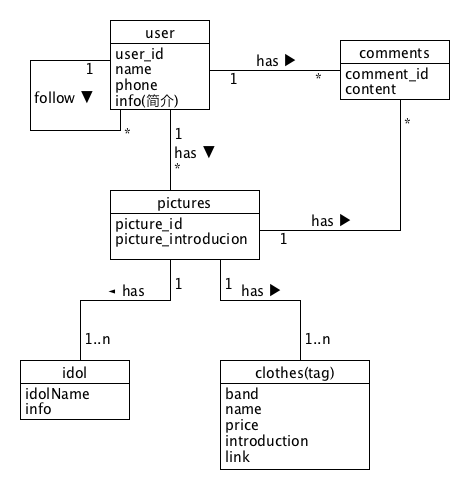 user
user_id
name
phone
info(简介)
1
follow ▼
*
has ▶
1
*
comments
comment_id
content
*
1
has ▼
*
pictures
picture_id
picture_introducion
has ▶
1
◄ has
1
1..n
1
has ▶
1..n
idol
idolName
info
clothes(tag)
band
name
price
introduction
link